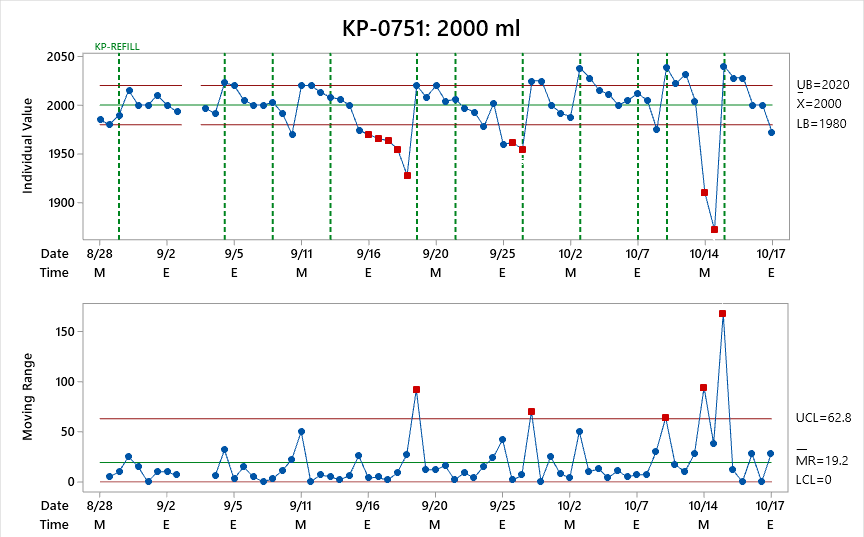 KP-0751: 2000 ml
KP-REFILL
Individual Value
2050
2000
1950
1900
UB=2020
X=2000
LB=1980
Date 8/28 9/2 9/5 9/11 9/16 9/20 9/25 10/2 10/7 10/14 10/17
Time M E E M E M E M E M E
Moving Range
150
100
50
0
UCL=62.8
MR=19.2
LCL=0
Date 8/28 9/2 9/5 9/11 9/16 9/20 9/25 10/2 10/7 10/14 10/17
Time M E E M E M E M E M E